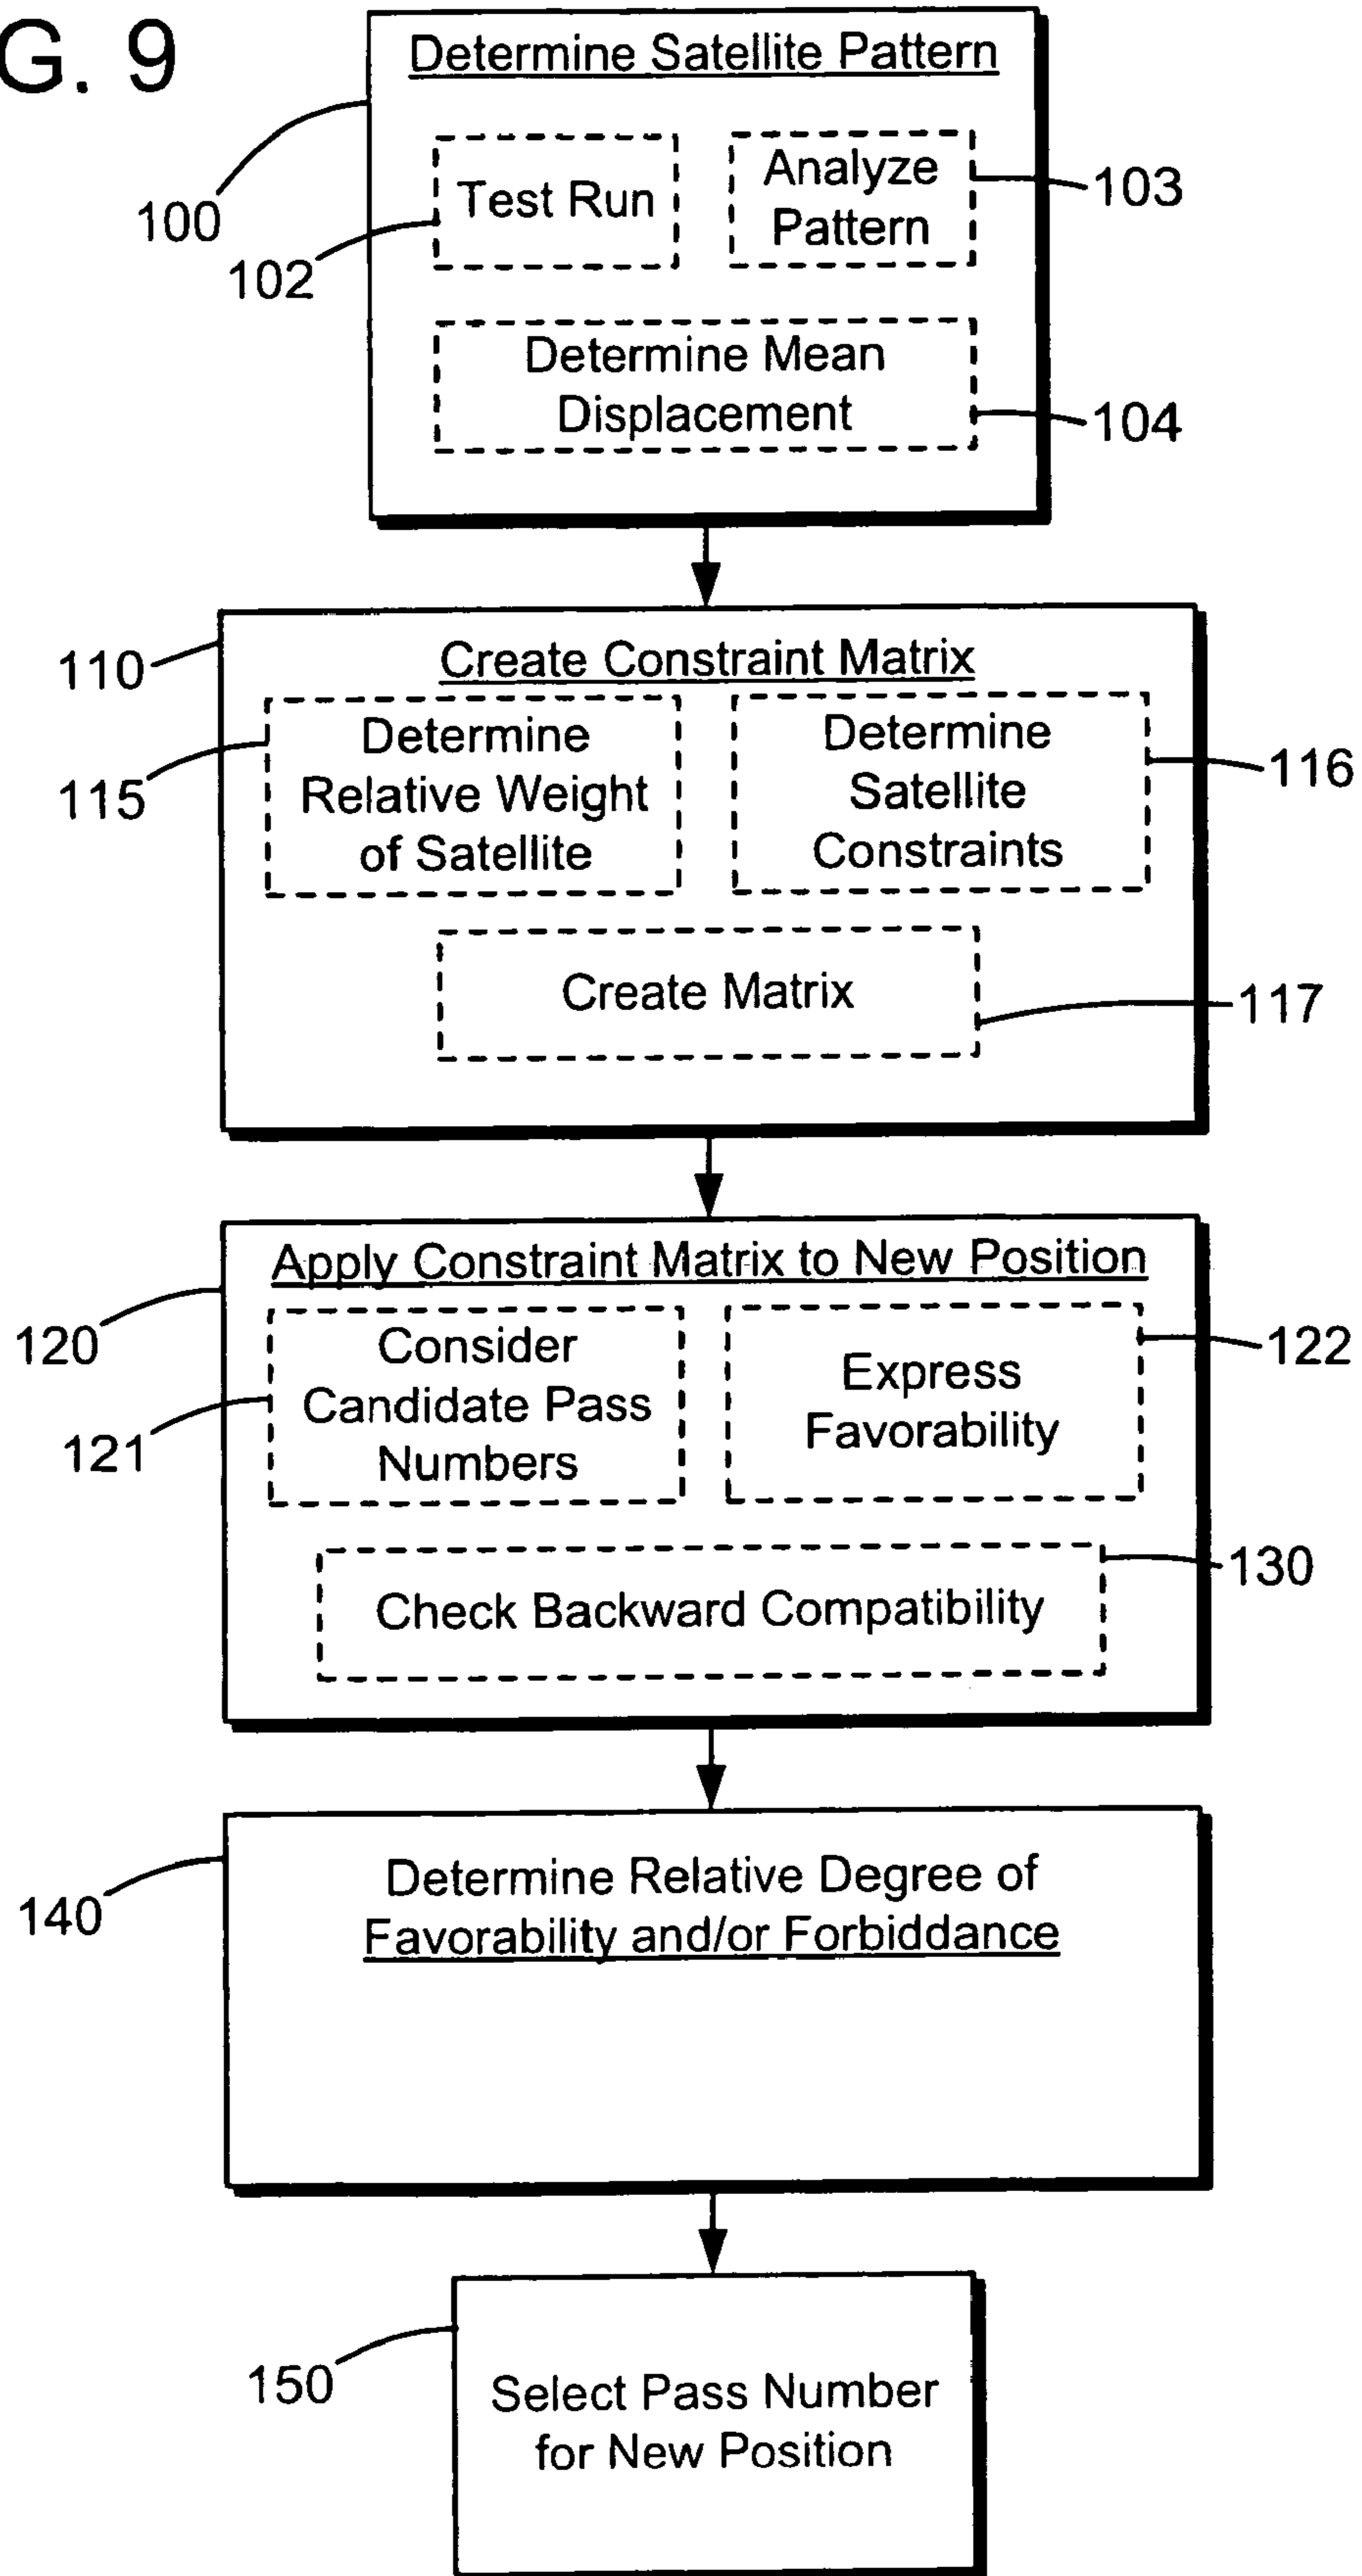 G. 9
Determine Satellite Pattern
100
Test Run
102
Analyze
Pattern
103
Determine Mean
Displacement
104
110
Create Constraint Matrix
Determine
Relative Weight
of Satellite
115
Determine
Satellite
Constraints
116
Create Matrix
117
Apply Constraint Matrix to New Position
120
Consider
Candidate Pass
Numbers
121
Express
Favorability
122
Check Backward Compatibility
130
Determine Relative Degree of
Favorability and/or Forbiddance
140
150
Select Pass Number
for New Position